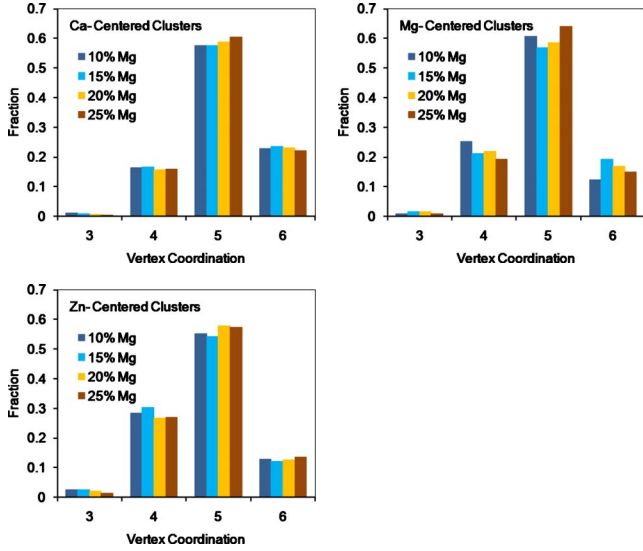 Ca- Centered Clusters
10% Mg
15% Mg
20% Mg
25% Mg
Fraction
0.7
0.6
0.5
0.4
0.3
0.2
0.1
0
3 4 5 6
Vertex Coordination
Mg- Centered Clusters
10% Mg
15% Mg
20% Mg
25% Mg
Fraction
0.7
0.6
0.5
0.4
0.3
0.2
0.1
0
3 4 5 6
Vertex Coordination
Zn- Centered Clusters
10% Mg
15% Mg
20% Mg
25% Mg
Fraction
0.7
0.6
0.5
0.4
0.3
0.2
0.1
0
3 4 5 6
Vertex Coordination